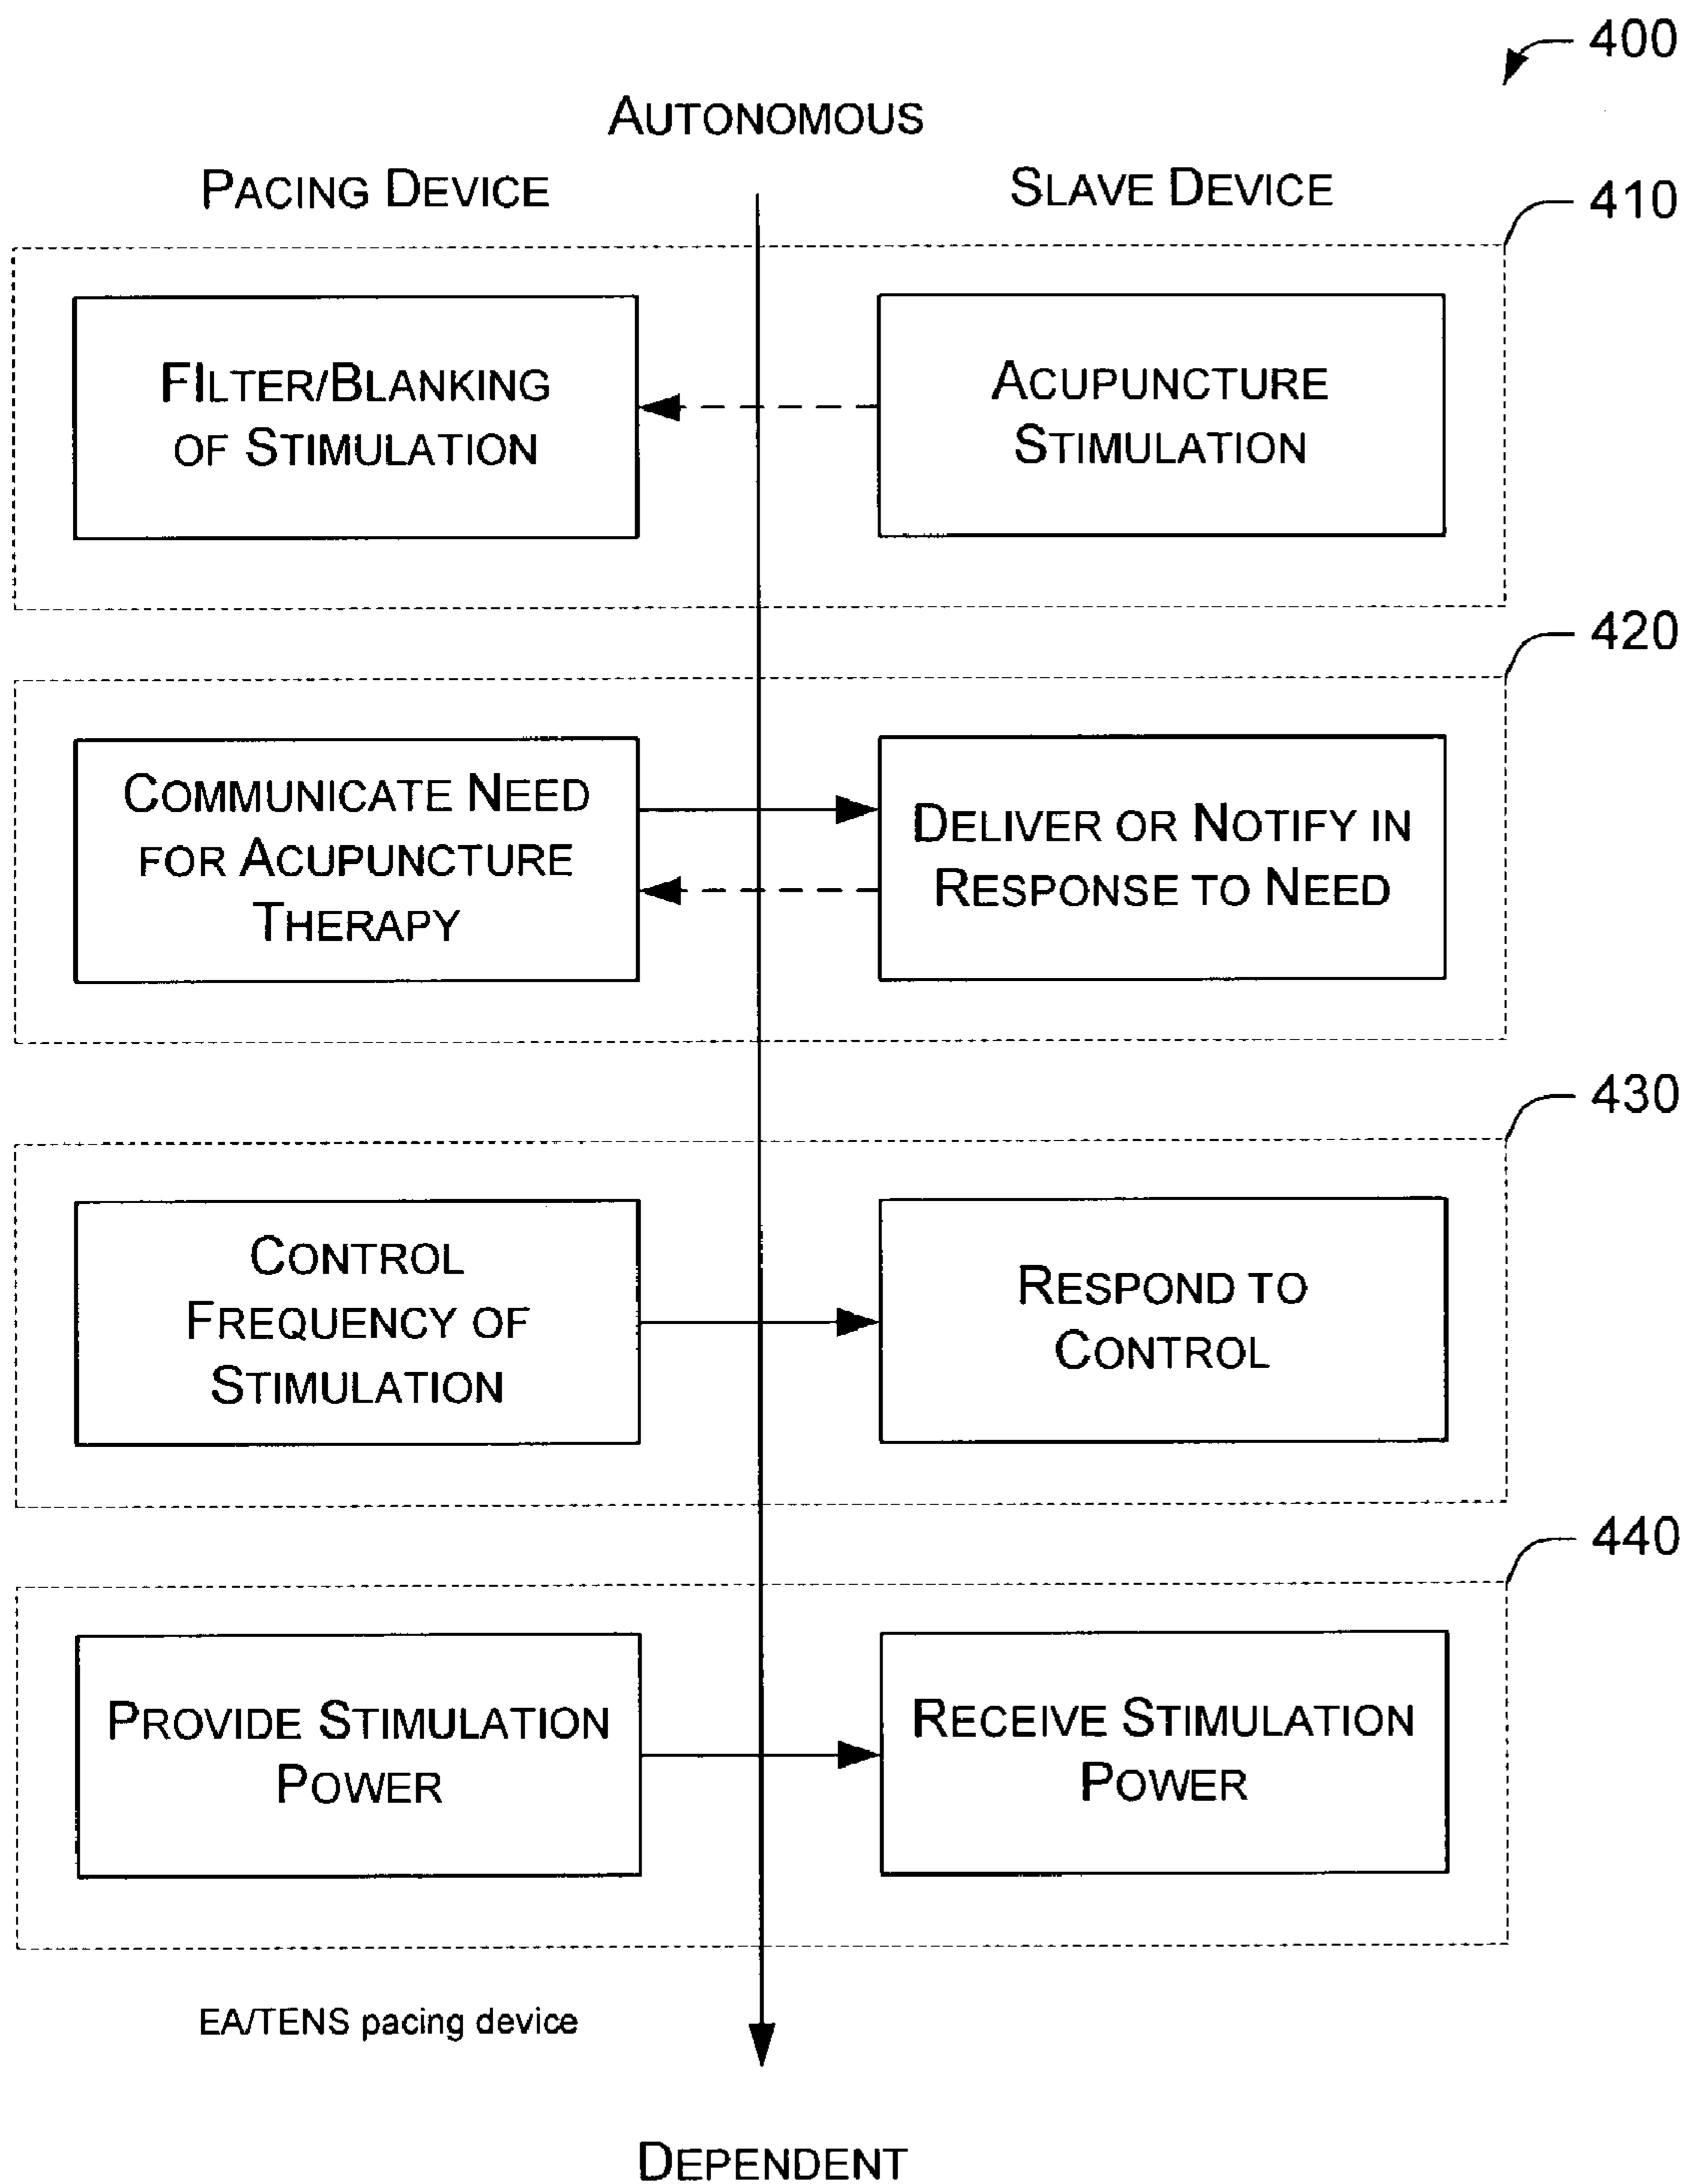 400
AUTONOMOUS
PACING DEVICE
SLAVE DEVICE
410
FILTER/BLANKING
OF STIMULATION
ACUPUNCTURE
STIMULATION
420
COMMUNICATE NEED
FOR ACUPUNCTURE
THERAPY
DELIVER OR NOTIFY IN
RESPONSE TO NEED
430
CONTROL
FREQUENCY OF
STIMULATION
RESPOND TO
CONTROL
440
PROVIDE STIMULATION
POWER
RECEIVE STIMULATION
POWER
EA/TENS pacing device
DEPENDENT